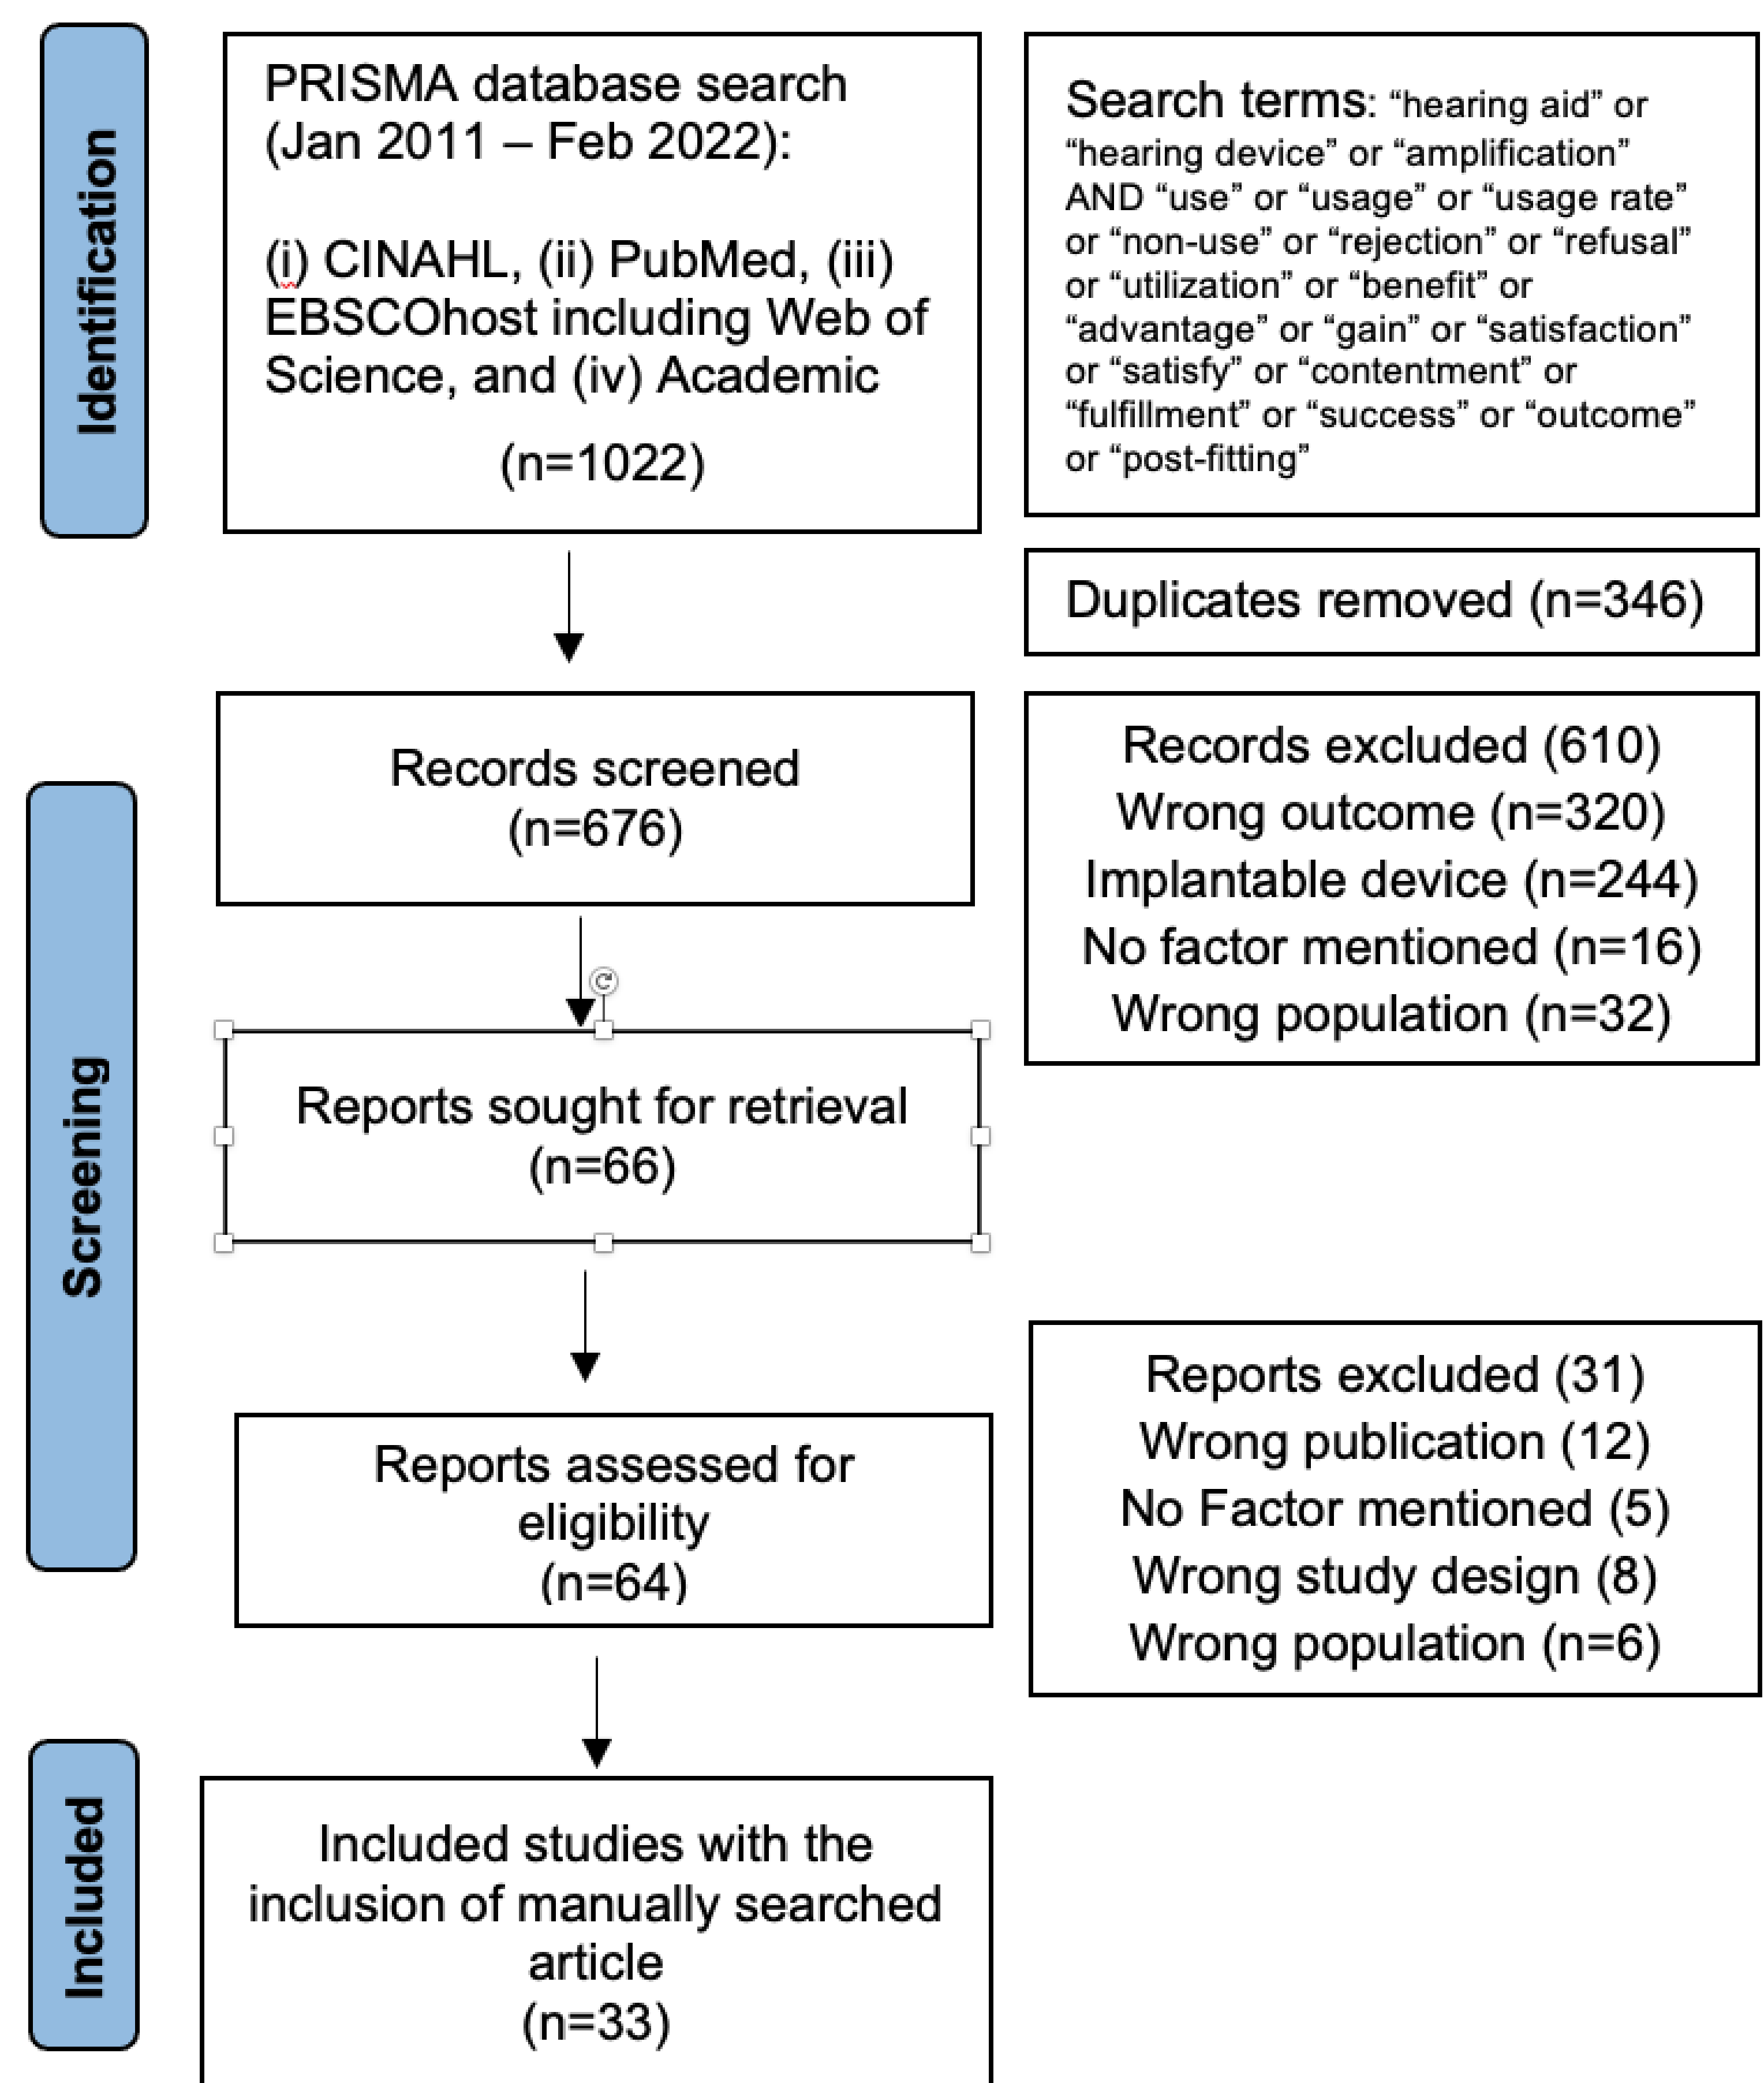 Identification
PRISMA database search
(Jan 2011 – Feb 2022):
(i) CINAHL, (ii) PubMed, (iii)
EBSCOhost including Web of
Science, and (iv) Academic
(n=1022)
Search terms: “hearing aid” or
“hearing device” or “amplification”
AND “use” or “usage” or “usage rate”
or “non-use” or “rejection” or “refusal”
or “utilization” or “benefit” or
“advantage” or “gain” or “satisfaction”
or “satisfy” or “contentment” or
“fulfillment” or “success” or “outcome”
or “post-fitting”
Duplicates removed (n=346)
Screening
Records screened
(n=676)
Records excluded (610)
Wrong outcome (n=320)
Implantable device (n=244)
No factor mentioned (n=16)
Wrong population (n=32)
Reports sought for retrieval
(n=66)
Reports assessed for
eligibility
(n=64)
Reports excluded (31)
Wrong publication (12)
No Factor mentioned (5)
Wrong study design (8)
Wrong population (n=6)
Included
Included studies with the
inclusion of manually searched
article
(n=33)